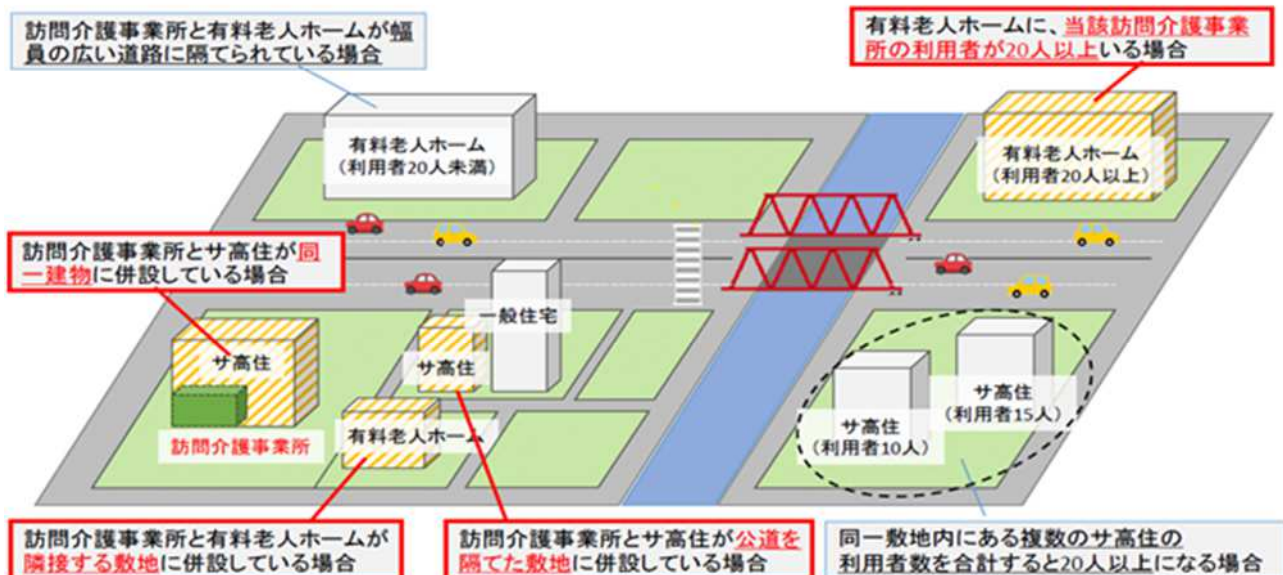 訪問介護事業所と有料老人ホームが幅
員の広い道路に隔てられている場合
有料老人ホームに、当該訪問介護事業
所の利用者が20人以上いる場合
有料老人ホーム
（利用者20人未満）
有料老人ホーム
（利用者20人以上）
訪問介護事業所とサ高住が同
一建物に併設している場合
一般住宅
サ高住
サ高住
訪問介護事業所
有料老人ホーム
サ高住
（利用者15人）
サ高住
（利用者10人）
訪問介護事業所と有料老人ホームが
隣接する敷地に併設している場合
訪問介護事業所とサ高住が公道を
隔てた敷地に併設している場合
同一敷地内にある複数のサ高住の
利用者数を合計すると20人以上になる場合